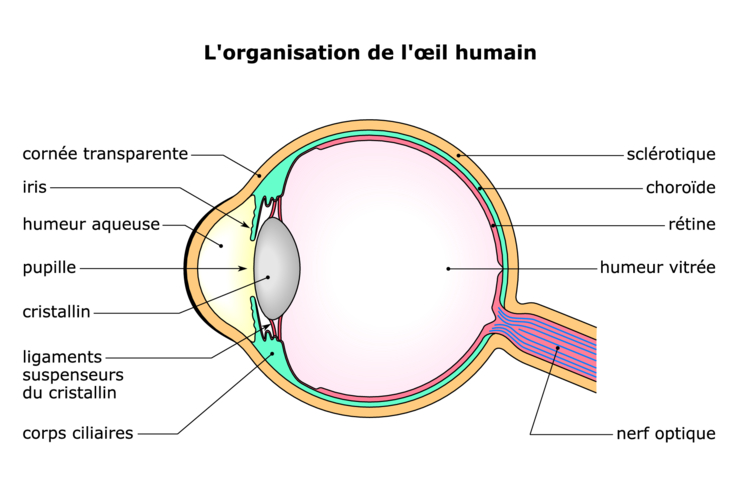 L'organisation de l'œil humain
cornée transparente
iris
humeur aqueuse
pupille
cristallin
ligaments
suspenseurs
du cristallin
corps ciliaires
sclérotique
choroïde
rétine
humeur vitrée
nerf optique